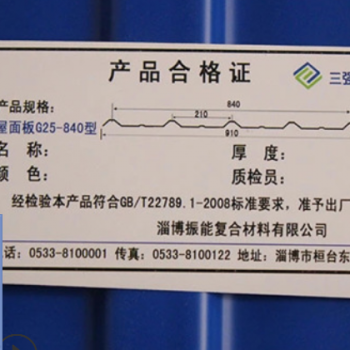 产品合格证
三强
产品规格:
屋面板G25-840型
840
210
910
名 称:
厚 度:
颜 色:
质检员:
经检验本产品符合GB/T22789.1-2008标准要求, 准予出厂
淄博振能复合材料有限公司
电话: 0533-8100001 传真: 0533-8100122 地址: 淄博市桓台东